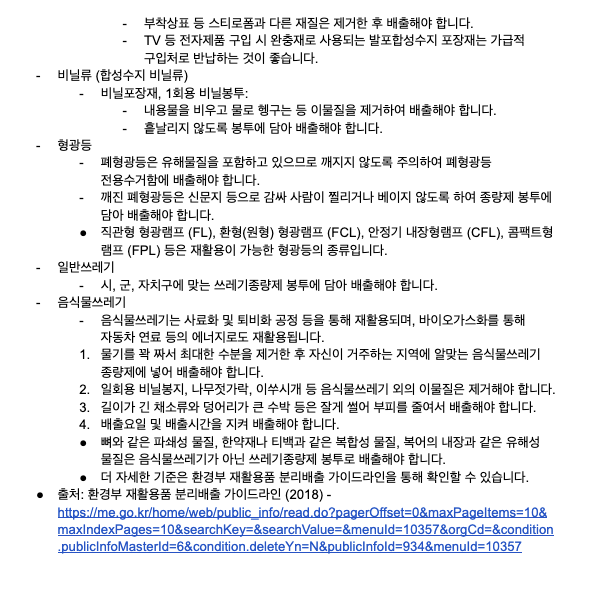 - 부착상표 등 스티로폼과 다른 재질은 제거한 후 배출해야 합니다.
- TV 등 전자제품 구입 시 완충재로 사용되는 발포합성수지 포장재는 가급적
구입처로 반납하는 것이 좋습니다.
- 비닐류 (합성수지 비닐류)
- 비닐포장재, 1회용 비닐봉투:
- 내용물을 비우고 물로 헹구는 등 이물질을 제거하여 배출해야 합니다.
- 흩날리지 않도록 봉투에 담아 배출해야 합니다.
- 형광등
- 폐형광등은 유해물질을 포함하고 있으므로 깨지지 않도록 주의하여 폐형광등
전용수거함에 배출해야 합니다.
- 깨진 폐형광등은 신문지 등으로 감싸 사람이 찔리거나 베이지 않도록 하여 종량제 봉투에
담아 배출해야 합니다.
● 직관형 형광램프 (FL), 환형(원형) 형광램프 (FCL), 안정기 내장형램프 (CFL), 콤팩트형
램프 (FPL) 등은 재활용이 가능한 형광등의 종류입니다.
- 일반쓰레기
- 시, 군, 자치구에 맞는 쓰레기종량제 봉투에 담아 배출해야 합니다.
- 음식물쓰레기
- 음식물쓰레기는 사료화 및 퇴비화 공정 등을 통해 재활용되며, 바이오가스화를 통해
자동차 연료 등의 에너지로도 재활용됩니다.
1. 물기를 꽉 짜서 최대한 수분을 제거한 후 자신이 거주하는 지역에 알맞는 음식물쓰레기
종량제에 넣어 배출해야 합니다.
2. 일회용 비닐봉지, 나무젓가락, 이쑤시개 등 음식물쓰레기 외의 이물질은 제거해야 합니다.
3. 길이가 긴 채소류와 덩어리가 큰 수박 등은 잘게 썰어 부피를 줄여서 배출해야 합니다.
4. 배출요일 및 배출시간을 지켜 배출해야 합니다.
● 뼈와 같은 파쇄성 물질, 한약재나 티백과 같은 복합성 물질, 복어의 내장과 같은 유해성
물질은 음식물쓰레기가 아닌 쓰레기종량제 봉투로 배출해야 합니다.
● 더 자세한 기준은 환경부 재활용품 분리배출 가이드라인을 통해 확인할 수 있습니다.
● 출처: 환경부 재활용품 분리배출 가이드라인 (2018) -
https://me.go.kr/home/web/public_info/read.do?pagerOffset=0&maxPageItems=10&
maxIndexPages=10&searchKey=&searchValue=&menuId=10357&orgCd=&condition
.publicInfoMasterId=6&condition.deleteYn=N&publicInfoId=934&menuId=10357